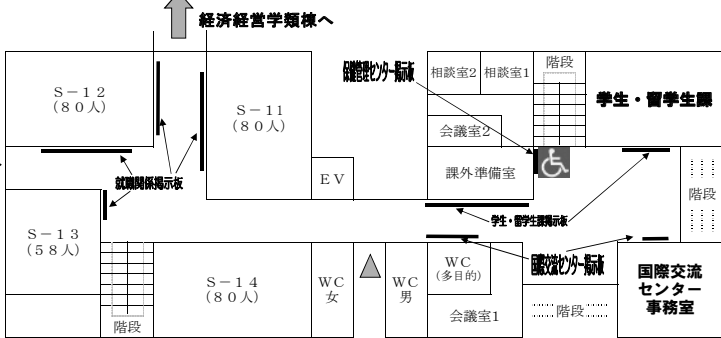 経済経営学類棟へ
S－12
（80人）
S－11
（80人）
保健管理センター掲示板
相談室2
相談室1
階段
学生・留学生課
会議室2
課外準備室
EV
就職関係掲示板
階段
学生・留学生課掲示板
S－13
（58人）
S－14
（80人）
WC
女
WC
男
WC
（多目的）
国際交流センター掲示板
国際交流
センター
事務室
階段
会議室1
階段